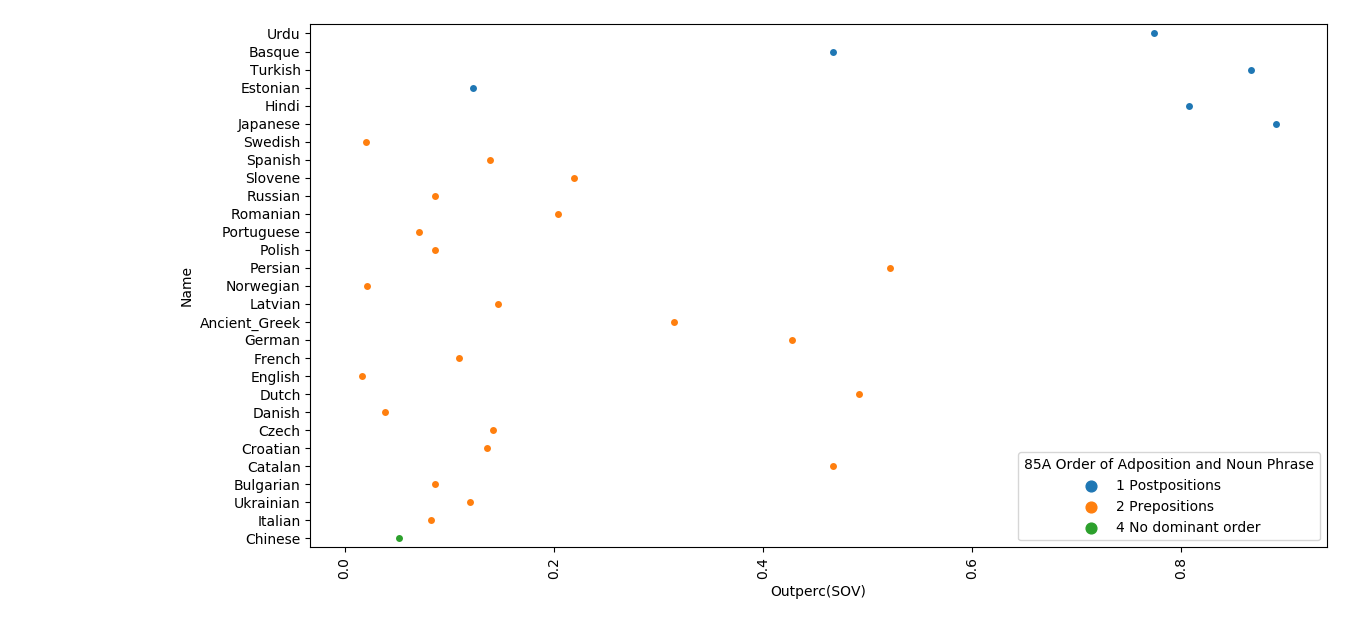 Urdu
Basque
Turkish
Estonian
Hindi
Japanese
Swedish
Spanish
Slovene
Russian
Romanian
Portuguese
Polish
Persian
Norwegian
Latvian
Ancient_Greek
German
French
English
Dutch
Danish
Czech
Croatian
Catalan
Bulgarian
Ukrainian
Italian
Chinese
Name
85A Order of Adposition and Noun Phrase
1 Postpositions
2 Prepositions
4 No dominant order
0.0
0.2
0.4
0.6
0.8
Outperc(SOV)